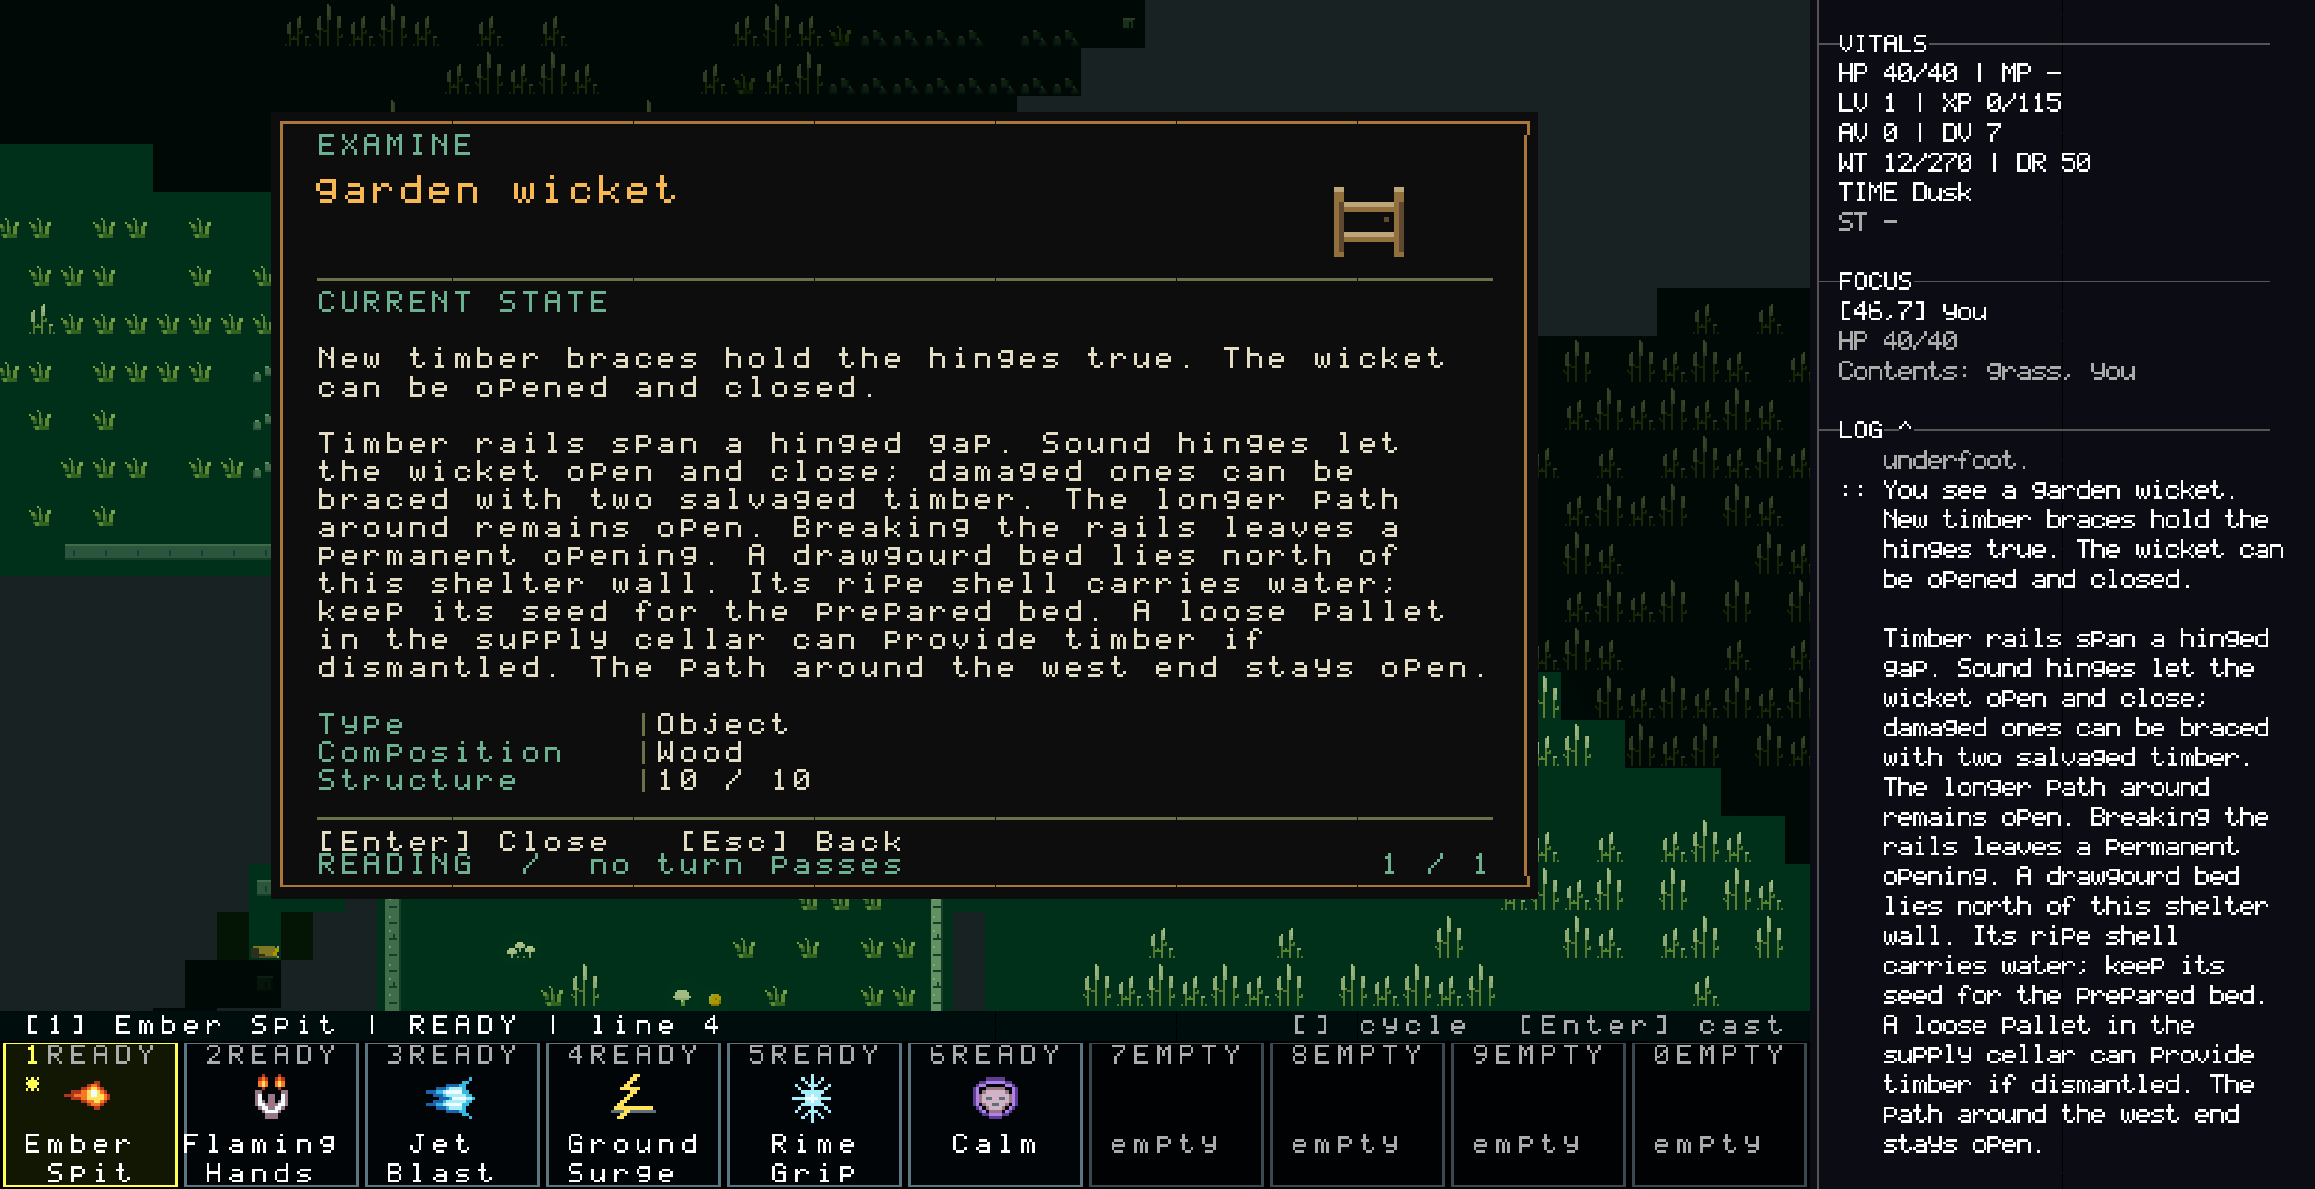 EXAMINE
garden wicket
CURRENT STATE
New timber braces hold the hinges true. The wicket
can be opened and closed.
Timber rails span a hinged gap. Sound hinges let
the wicket open and close; damaged ones can be
braced with two salvaged timber. The longer path
around remains open. Breaking the rails leaves a
permanent opening. A drawgourd bed lies north of
this shelter wall. Its ripe shell carries water;
keep its seed for the prepared bed. A loose pallet
in the supply cellar can provide timber if
dismantled. The path around the west end stays open.
Type |Object
Composition |Wood
Structure |10 / 10
[Enter] Close [Esc] Back
READING / no turn passes 1 / 1
[1] Ember Spit | READY | line 4 [] cycle [Enter] cast
1READY
Ember
Spit
2READY
Flaming
Hands
3READY
Jet
Blast
4READY
Ground
Surge
5READY
Rime
Grip
6READY
Calm
7EMPTY
empty
8EMPTY
empty
9EMPTY
empty
0EMPTY
empty
VITALS
HP 40/40 | MP -
LV 1 | XP 0/115
AV 0 | DV 7
WT 12/270 | DR 50
TIME Dusk
ST -
FOCUS
[46,7] You
HP 40/40
Contents: grass, You
LOG ^
underfoot.
:: You see a garden wicket.
New timber braces hold the
hinges true. The wicket can
be opened and closed.
Timber rails span a hinged
gap. Sound hinges let the
wicket open and close;
damaged ones can be braced
with two salvaged timber.
The longer path around
remains open. Breaking the
rails leaves a permanent
opening. A drawgourd bed
lies north of this shelter
wall. Its ripe shell
carries water; keep its
seed for the prepared bed.
A loose pallet in the
supply cellar can provide
timber if dismantled. The
path around the west end
stays open.